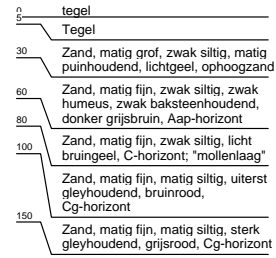 0 tegel
5 Tegel
30 Zand, matig grof, zwak siltig, matig
puinhoudend, lichtgeel, ophoogzand
60 Zand, matig fijn, zwak siltig, zwak
humeus, zwak baksteenhoudend,
donker grijsbruin, Aap-horizont
80 Zand, matig fijn, zwak siltig, licht
bruingeel, C-horizont; "mollenlaag"
100 Zand, matig fijn, matig siltig, uiterst
gleyhoudend, bruinrood,
Cg-horizont
150 Zand, matig fijn, matig siltig, sterk
gleyhoudend, grijsrood, Cg-horizont